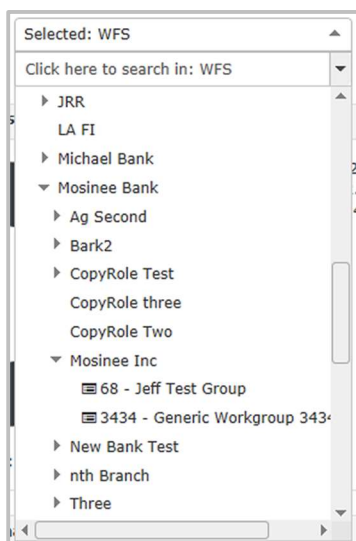 Selected: WFS
Click here to search in: WFS
JRR
LA FI
Michael Bank
Mosinee Bank
Ag Second
Bark2
CopyRole Test
CopyRole three
CopyRole Two
Mosinee Inc
68 - Jeff Test Group
3434 - Generic Workgroup 3434
New Bank Test
nth Branch
Three